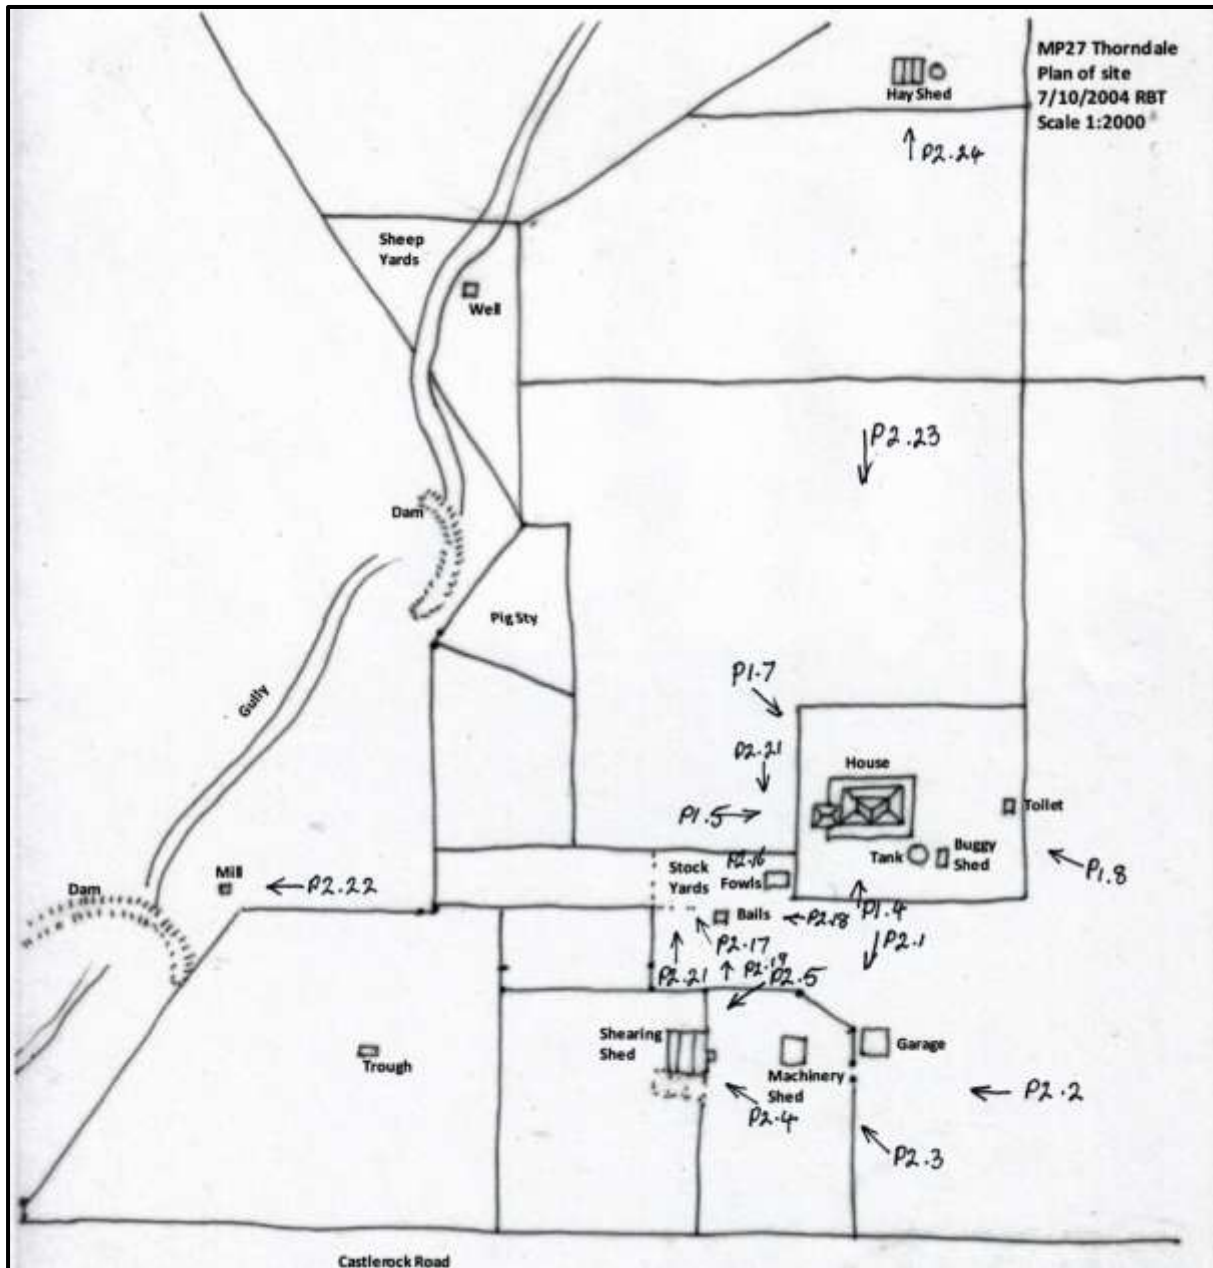 MP27 Thorndale
Plan of site
7/10/2004 RBT
Scale 1:2000
Hay Shed
P2.24
Sheep
Yards
Well
P2.23
Dam
Pig Sty
P1.7
Gully
P2.21
House
P1.5
Toilet
Tank
Buggy
Shed
P1.8
P2.16
Stock
Yards
Fowls
Mill
Dam
P2.22
Bails
P2.18
P1.4
P2.17
P2.1
P2.21
P2.19
P2.5
Shearing
Shed
Garage
Trough
Machinery
Shed
P2.2
P2.4
P2.3
Castlerock Road